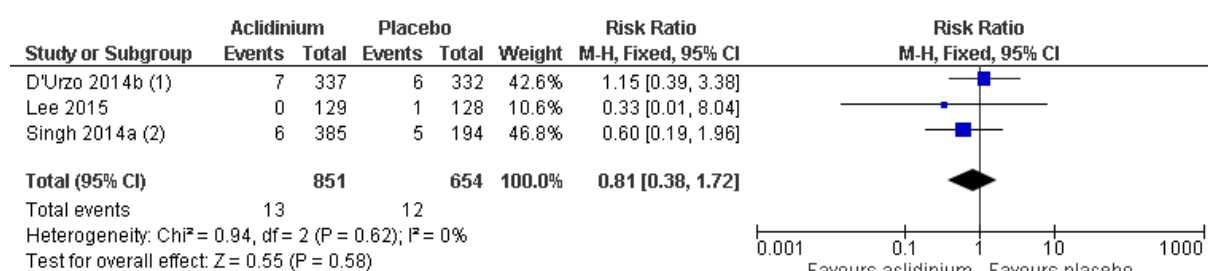 Aclidinium Placebo Risk Ratio Risk Ratio
Study or Subgroup Events Total Events Total Weight M-H, Fixed, 95% CI M-H, Fixed, 95% CI
D'Urzo 2014b (1) 7 337 6 332 42.6% 1.15 [0.39, 3.38]
Lee 2015 0 129 1 128 10.6% 0.33 [0.01, 8.04]
Singh 2014a (2) 6 385 5 194 46.8% 0.60 [0.19, 1.96]
Total (95% CI) 851 654 100.0% 0.81 [0.38, 1.72]
Total events 13 12
Heterogeneity: Chi² = 0.94, df = 2 (P = 0.62); I² = 0%
Test for overall effect: Z = 0.55 (P = 0.58)
0.001 0.1 1 10 1000
Favours aclidinium Favours placebo